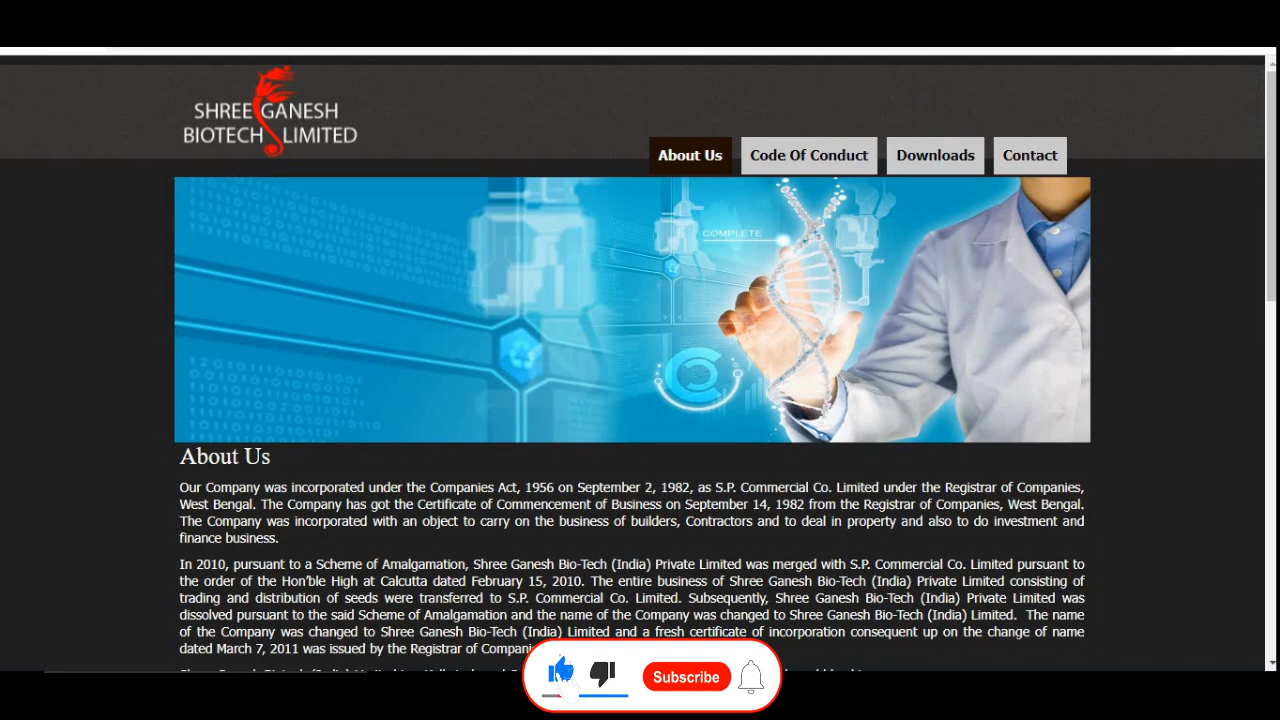 SHREE GANESH
BIOTECH LIMITED
About Us
Code Of Conduct
Downloads
Contact
COMPLETE
About Us
Our Company was incorporated under the Companies Act, 1956 on September 2, 1982, as S.P. Commercial Co. Limited under the Registrar of Companies,
West Bengal. The Company has got the Certificate of Commencement of Business on September 14, 1982 from the Registrar of Companies, West Bengal.
The Company was incorporated with an object to carry on the business of builders, Contractors and to deal in property and also to do investment and
finance business.
In 2010, pursuant to a Scheme of Amalgamation, Shree Ganesh Bio-Tech (India) Private Limited was merged with S.P. Commercial Co. Limited pursuant to
the order of the Hon'ble High at Calcutta dated February 15, 2010. The entire business of Shree Ganesh Bio-Tech (India) Private Limited consisting of
trading and distribution of seeds were transferred to S.P. Commercial Co. Limited. Subsequently, Shree Ganesh Bio-Tech (India) Private Limited was
dissolved pursuant to the said Scheme of Amalgamation and the name of the Company was changed to Shree Ganesh Bio-Tech (India) Limited. The name
of the Company was changed to Shree Ganesh Bio-Tech (India) Limited and a fresh certificate of incorporation consequent up on the change of name
dated March 7, 2011 was issued by the Registrar of
Subscribe